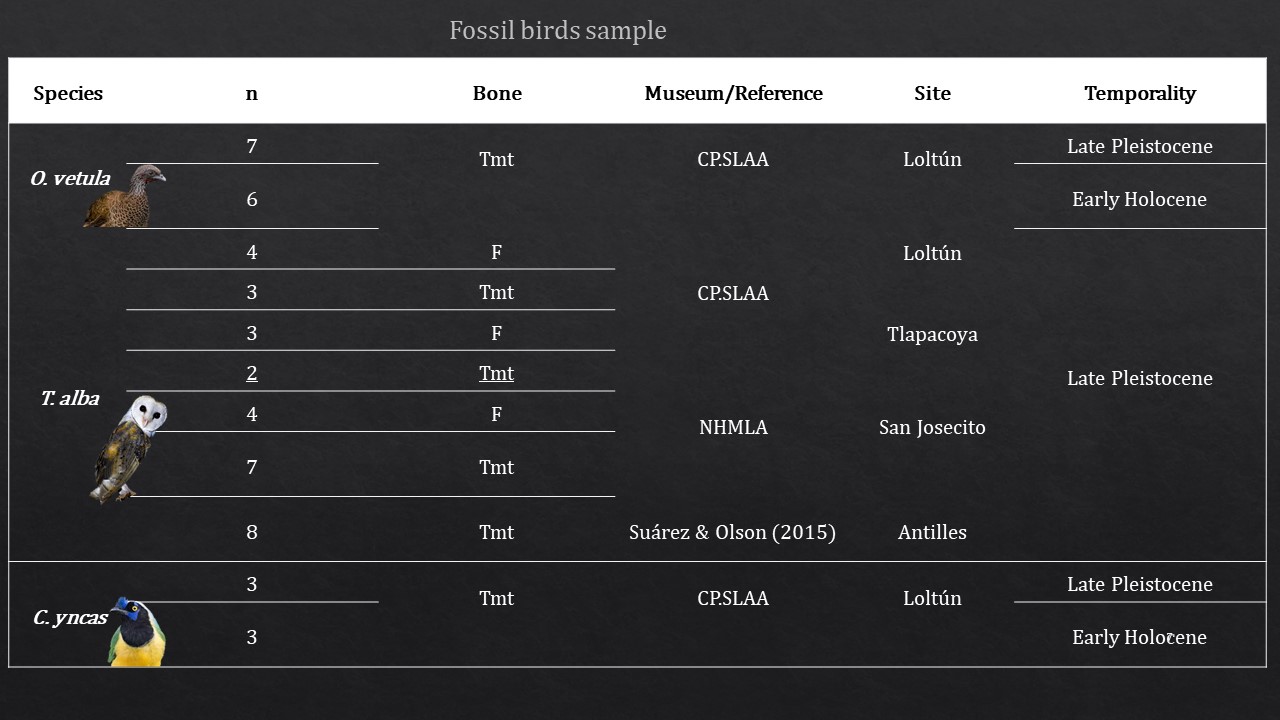 Fossil birds sample
Species n Bone Museum/Reference Site Temporality
7 Late Pleistocene
Tmt CP.SLAA Loltún
O. vetula
6 Early Holocene
4 F Loltún
3 Tmt CP.SLAA
3 F Tlapacoya
2 Tmt
Late Pleistocene
T. alba
4 F
NHMLA San Josecito
7 Tmt
8 Tmt Suárez & Olson (2015) Antilles
3 Late Pleistocene
Tmt CP.SLAA Loltún
C. yncas
3 Early Holocene